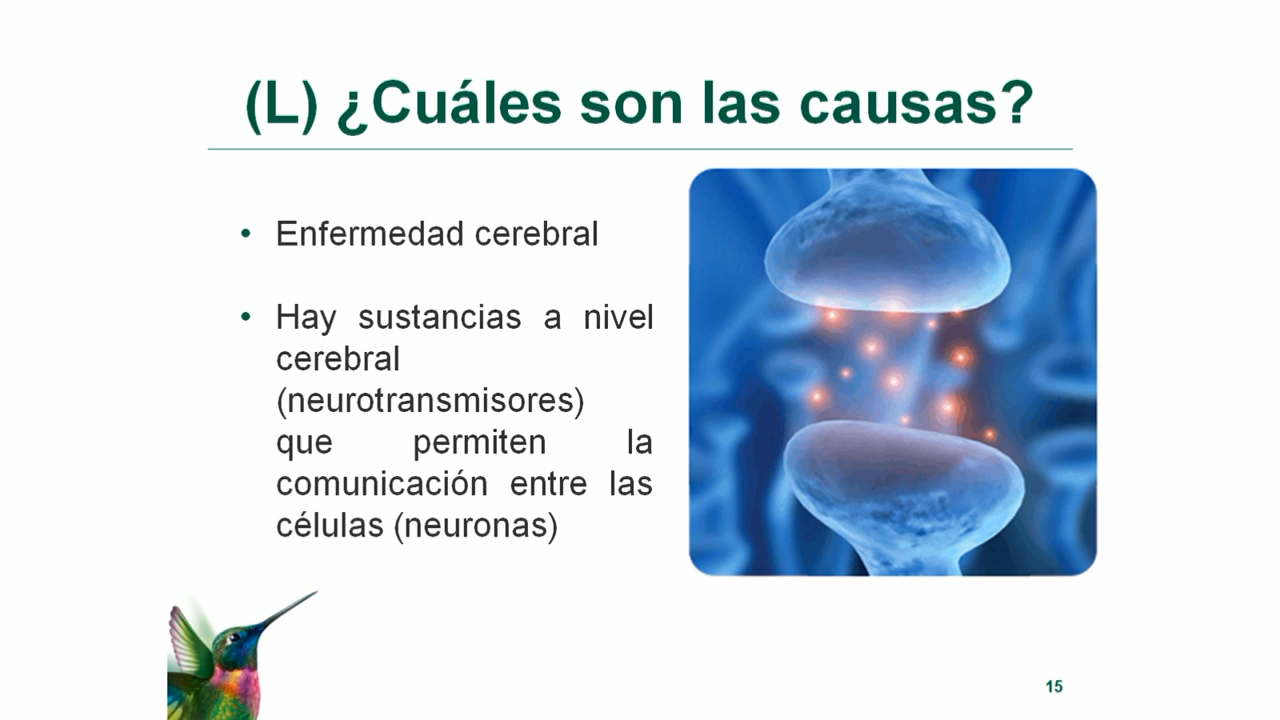 (L) ¿Cuáles son las causas?
• Enfermedad cerebral
• Hay sustancias a nivel
cerebral
(neurotransmisores)
que permiten la
comunicación entre las
células (neuronas)
15